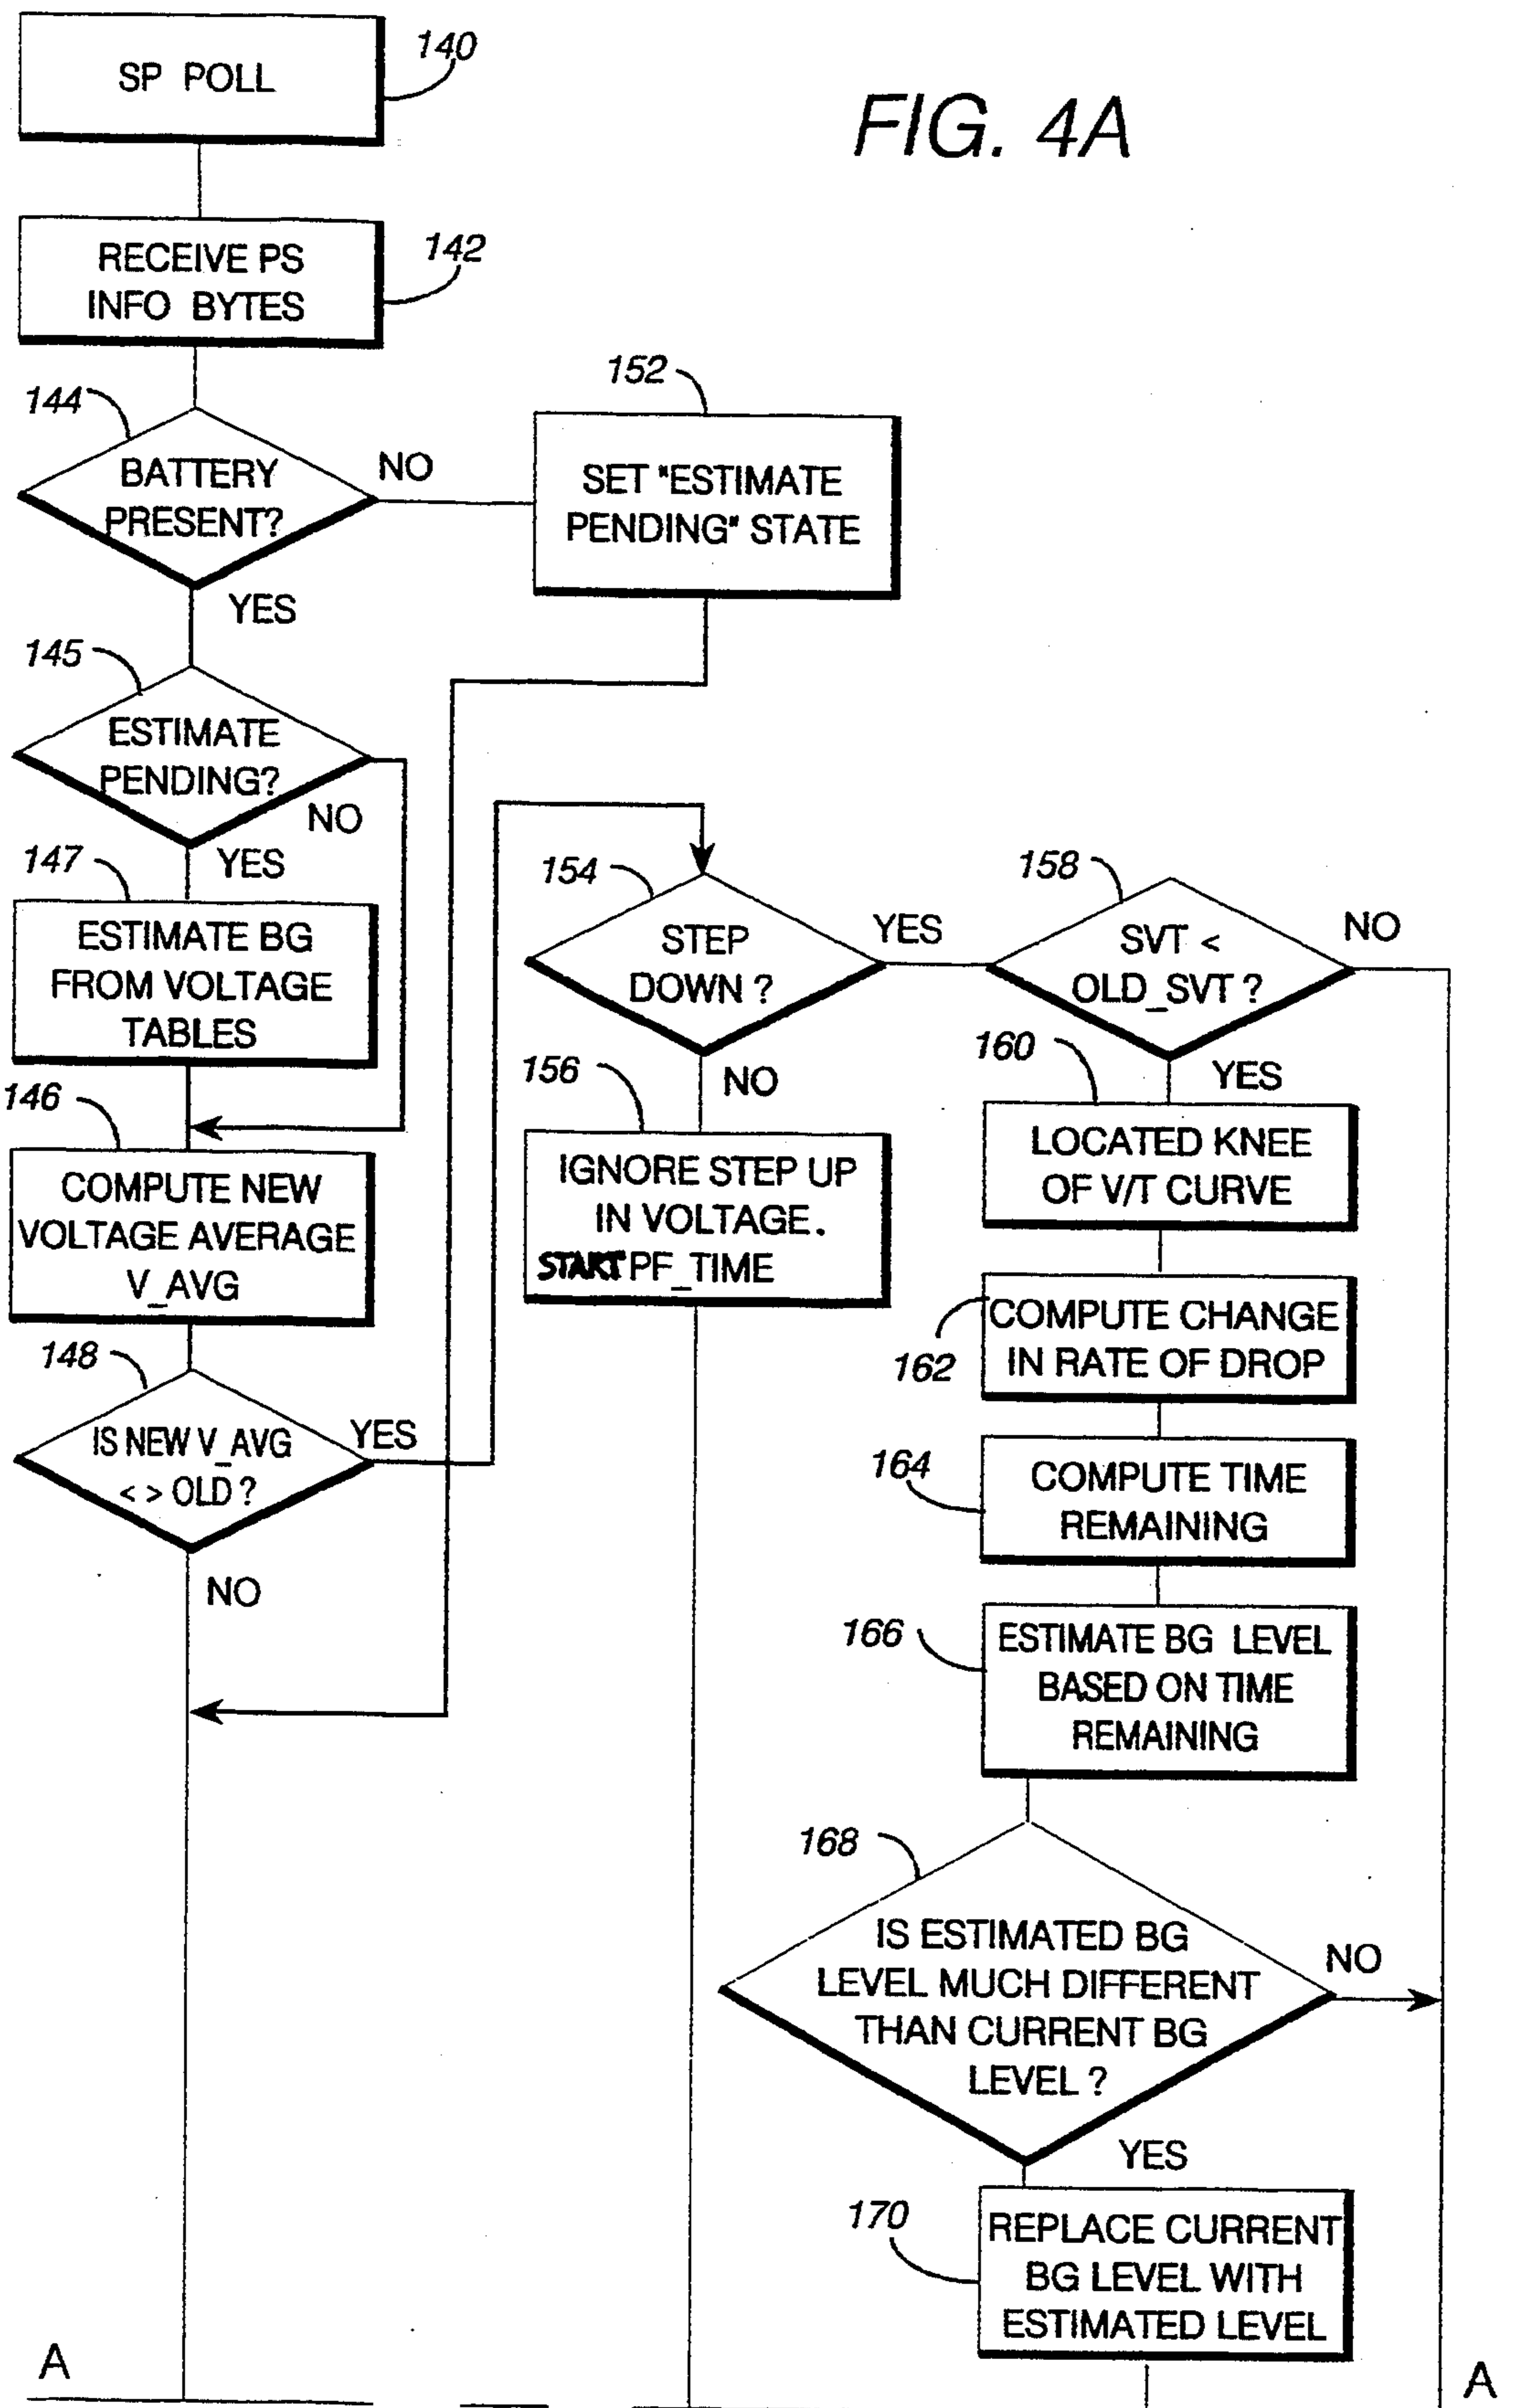 FIG. 4A
140
SP POLL
142
RECEIVE PS
INFO BYTES
144
BATTERY
PRESENT?
NO
YES
152
SET "ESTIMATE
PENDING" STATE
145
ESTIMATE
PENDING?
NO
YES
147
ESTIMATE BG
FROM VOLTAGE
TABLES
146
COMPUTE NEW
VOLTAGE AVERAGE
V_AVG
148
IS NEW V_AVG
< > OLD ?
YES
NO
154
STEP
DOWN ?
YES
NO
156
IGNORE STEP UP
IN VOLTAGE.
START PF_TIME
158
SVT <
OLD_SVT ?
NO
YES
160
LOCATED KNEE
OF V/T CURVE
162
COMPUTE CHANGE
IN RATE OF DROP
164
COMPUTE TIME
REMAINING
166
ESTIMATE BG LEVEL
BASED ON TIME
REMAINING
168
IS ESTIMATED BG
LEVEL MUCH DIFFERENT
THAN CURRENT BG
LEVEL ?
NO
YES
170
REPLACE CURRENT
BG LEVEL WITH
ESTIMATED LEVEL
A
A